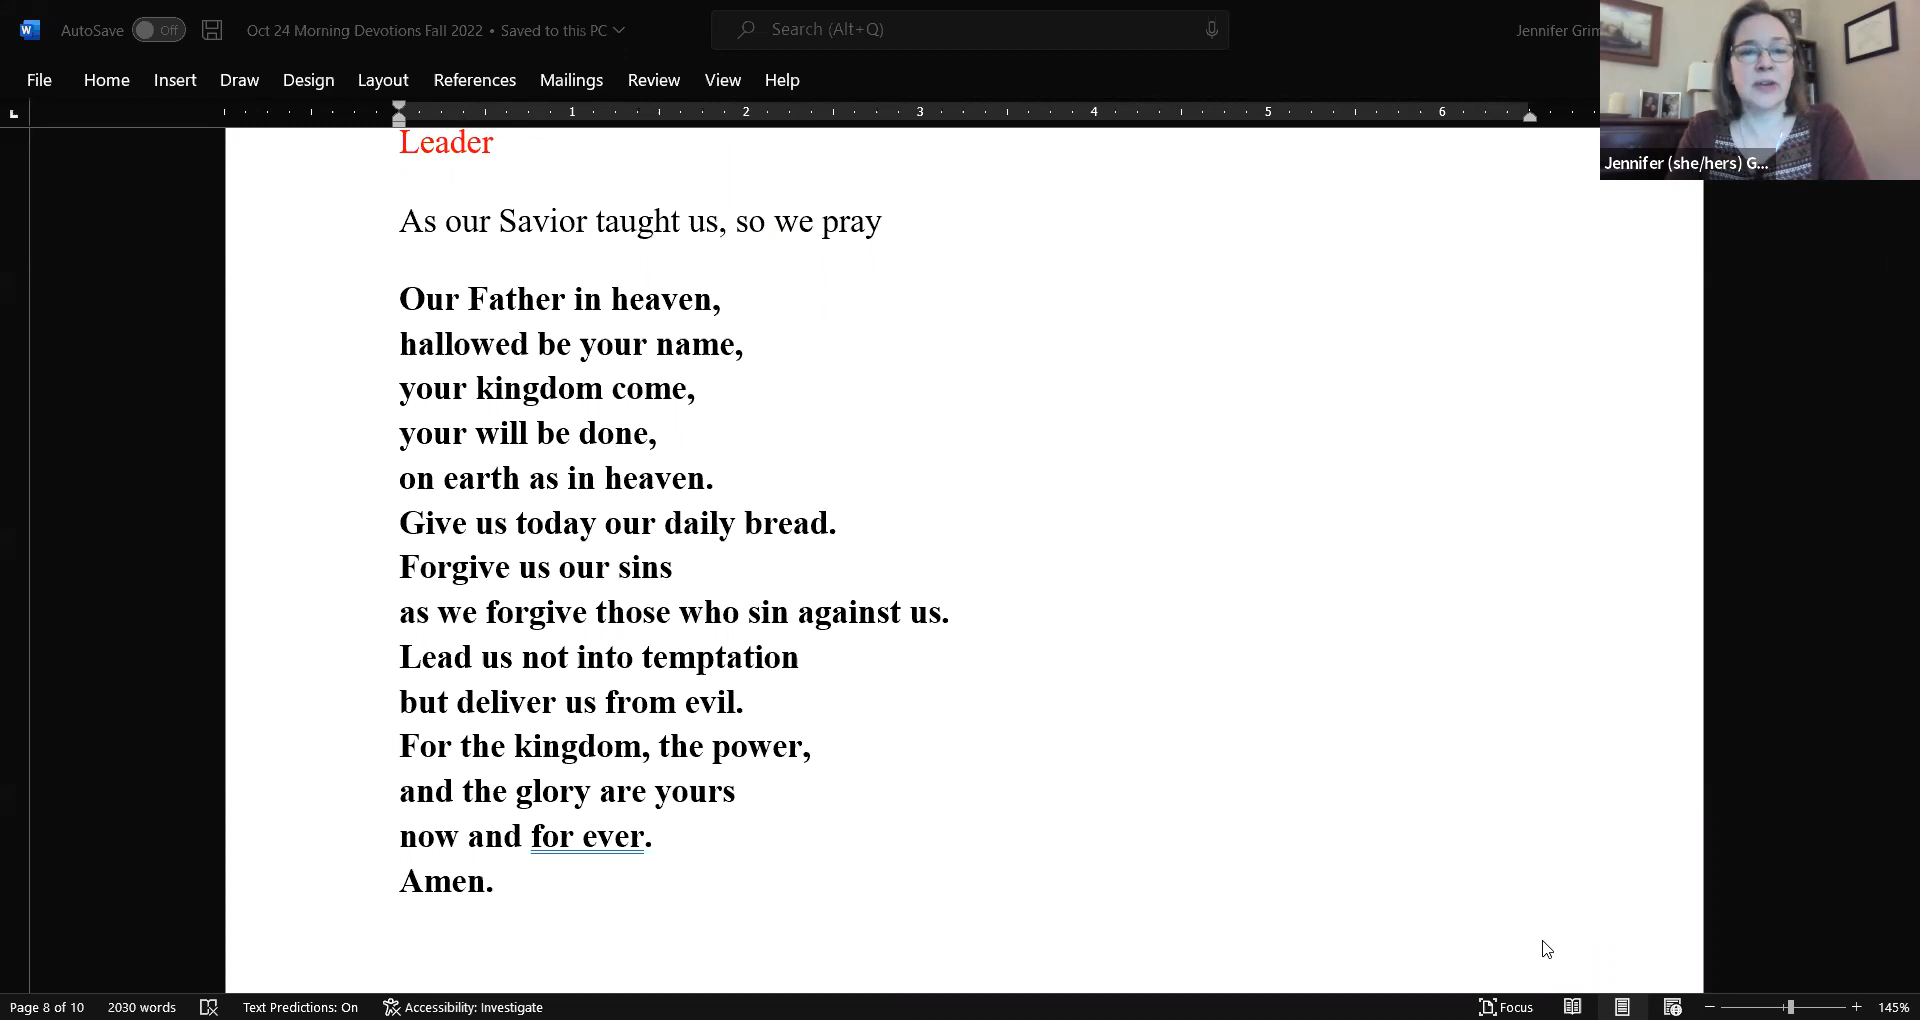 AutoSave Off Oct 24 Morning Devotions Fall 2022 • Saved to this PC Search (Alt+Q) Jennifer
File Home Insert Draw Design Layout References Mailings Review View Help
1 2 3 4 5 6
Jennifer (she/hers) G...
Leader
As our Savior taught us, so we pray
Our Father in heaven,
hallowed be your name,
your kingdom come,
your will be done,
on earth as in heaven.
Give us today our daily bread.
Forgive us our sins
as we forgive those who sin against us.
Lead us not into temptation
but deliver us from evil.
For the kingdom, the power,
and the glory are yours
now and for ever.
Amen.
Page 8 of 10 2030 words Text Predictions: On Accessibility: Investigate Focus 145%